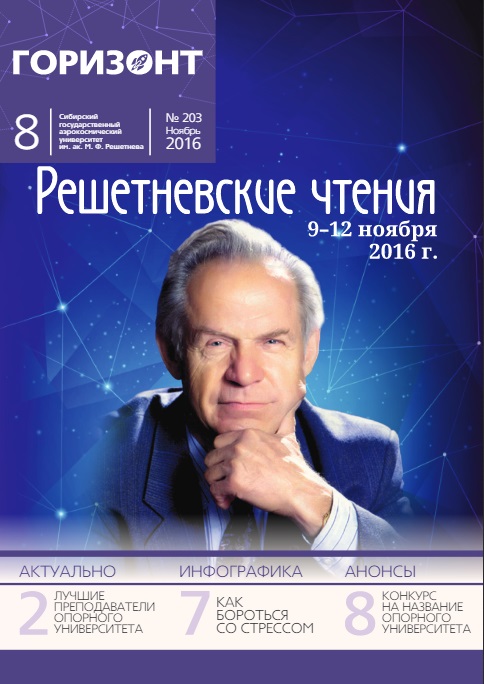 ГОРИЗОНТ
8
Сибирский
государственный
аэрокосмический
университет
им. ак. М. Ф. Решетнева
№ 203
Ноябрь
2016
Решетневские чтения
9–12 ноября
2016 г.
АКТУАЛЬНО
2
ЛУЧШИЕ
ПРЕПОДАВАТЕЛИ
ОПОРНОГО
УНИВЕРСИТЕТА
ИНФОГРАФИКА
7
КАК
БОРОТЬСЯ
СО СТРЕССОМ
АНОНСЫ
8
КОНКУРС
НА НАЗВАНИЕ
ОПОРНОГО
УНИВЕРСИТЕТА